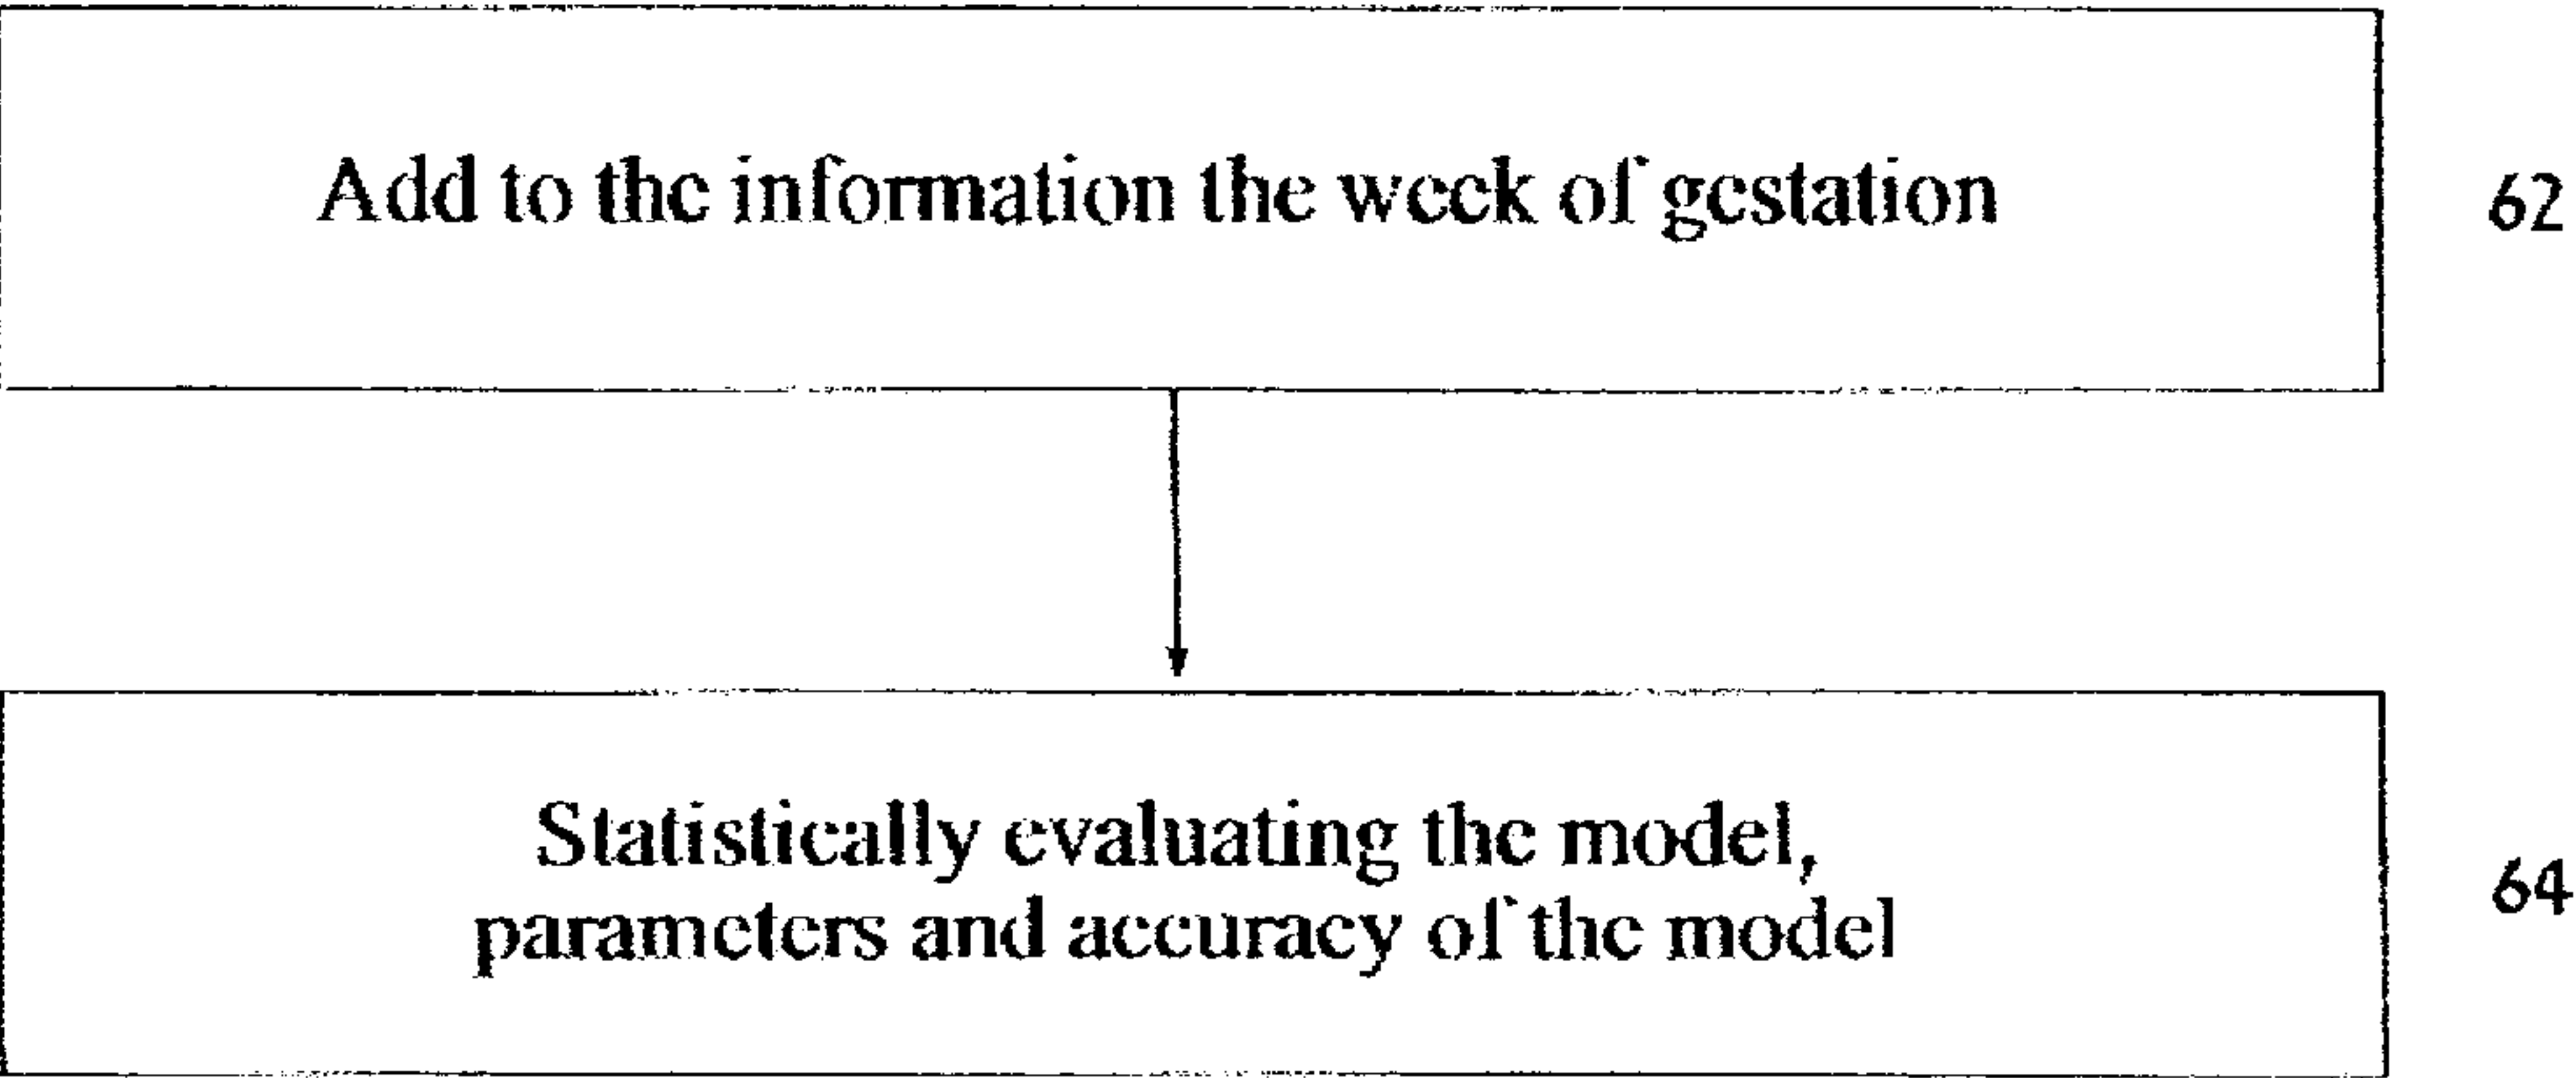 Add to the information the week of gestation
62
Statistically evaluating the model,
parameters and accuracy of the model
64